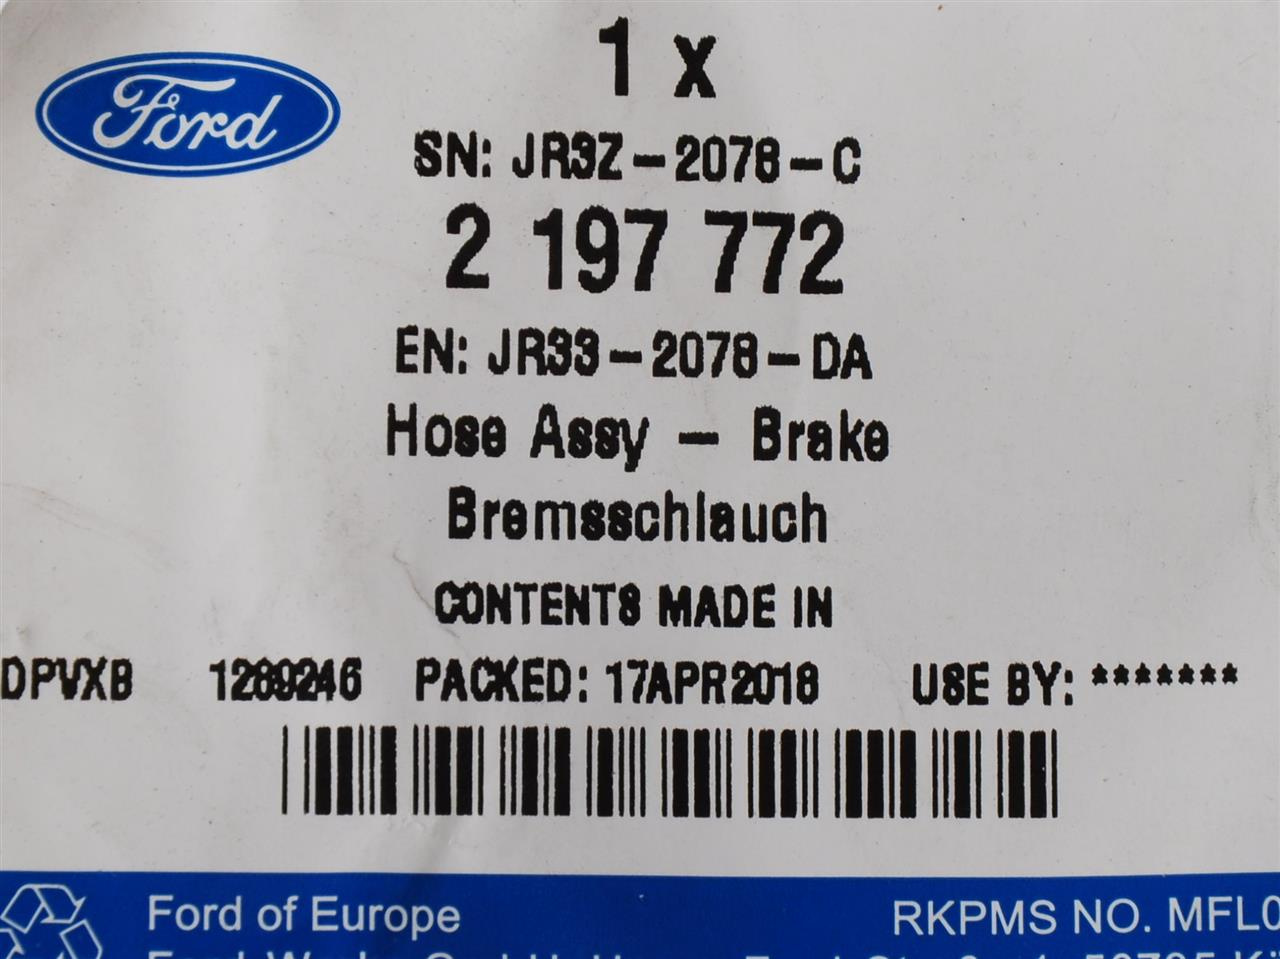 Ford
1 x
SN: JR3Z-2078-C
2 197 772
EN: JR33-2078-DA
Hose Assy - Brake
Bremsschlauch
CONTENTS MADE IN
DPVXB 1289246 PACKED: 17APR2018 USE BY: *******
Ford of Europe RKPMS NO. MFL0